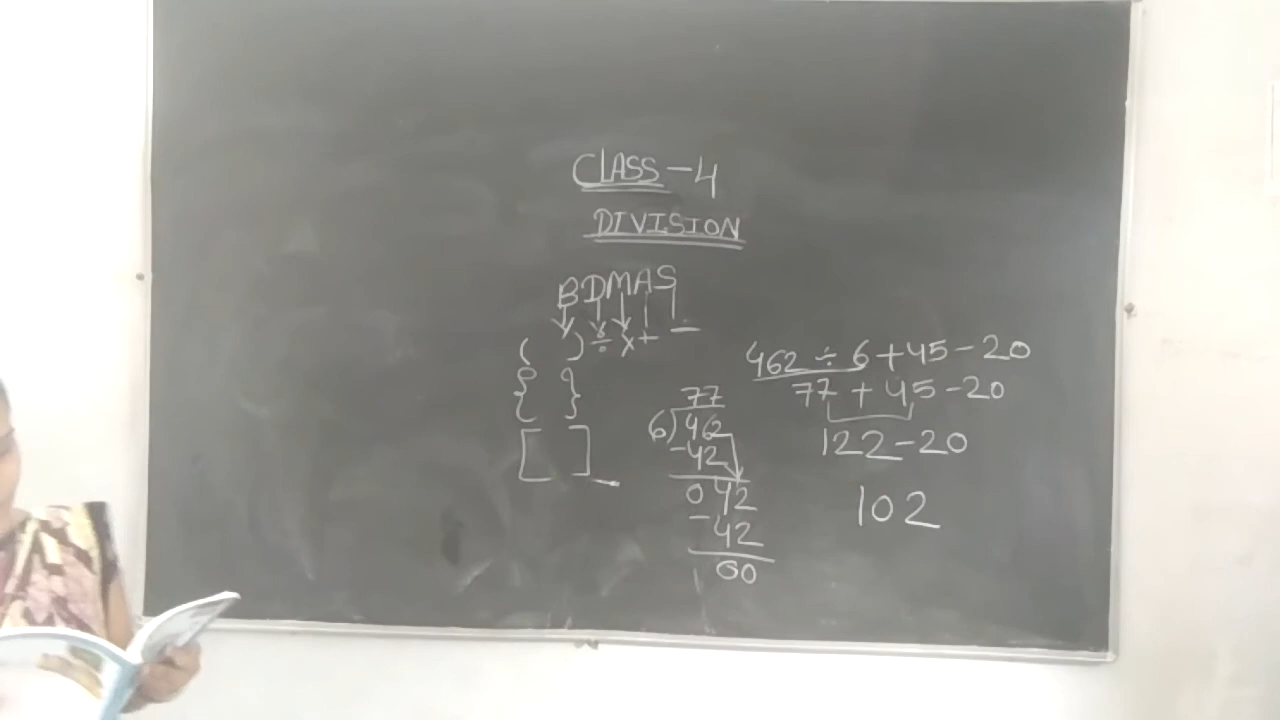 CLASS-4
DIVISION
BDMAS
( ) ÷ × + −
{ }
[ ]
77
6)462
-42
042
-42
00
462 ÷ 6 + 45 - 20
77 + 45 - 20
122 - 20
102